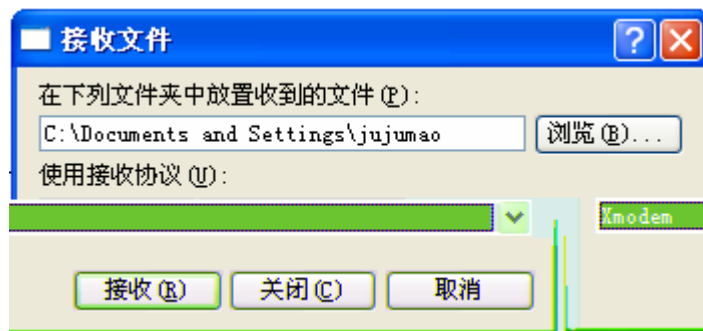 接收文件
在下列文件夹中放置收到的文件(P):
C:\Documents and Settings\jujumao
浏览(B)...
使用接收协议(U):
Xmodem
接收(R) 关闭(C) 取消